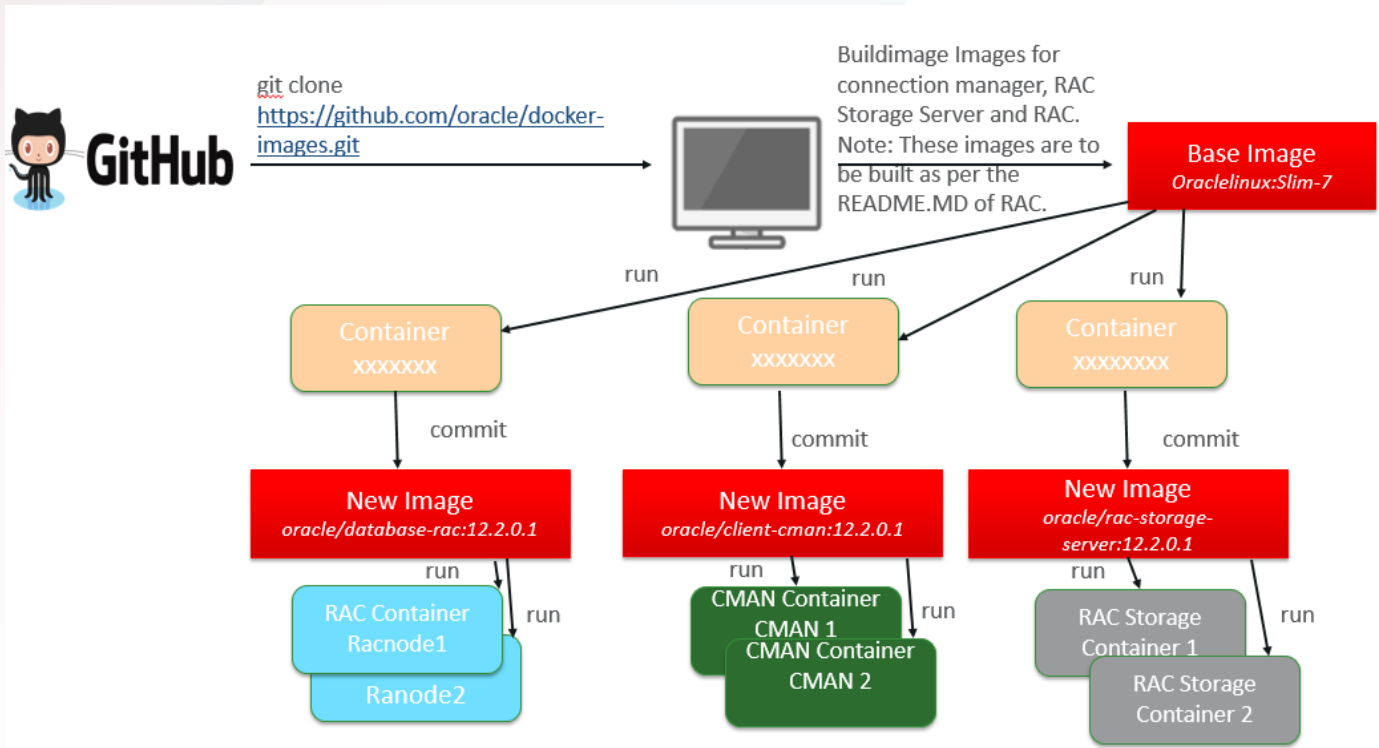 git clone
https://github.com/oracle/docker-
images.git
GitHub
Buildimage Images for
connection manager, RAC
Storage Server and RAC.
Note: These images are to
be built as per the
README.MD of RAC.
Base Image
Oraclelinux:Slim-7
run
run
run
Container
xxxxxxx
Container
xxxxxxx
Container
xxxxxxxx
commit
commit
commit
New Image
oracle/database-rac:12.2.0.1
New Image
oracle/client-cman:12.2.0.1
New Image
oracle/rac-storage-
server:12.2.0.1
run
run
RAC Container
Racnode1
Ranode2
run
run
CMAN Container
CMAN 1
CMAN Container
CMAN 2
run
run
RAC Storage
Container 1
RAC Storage
Container 2